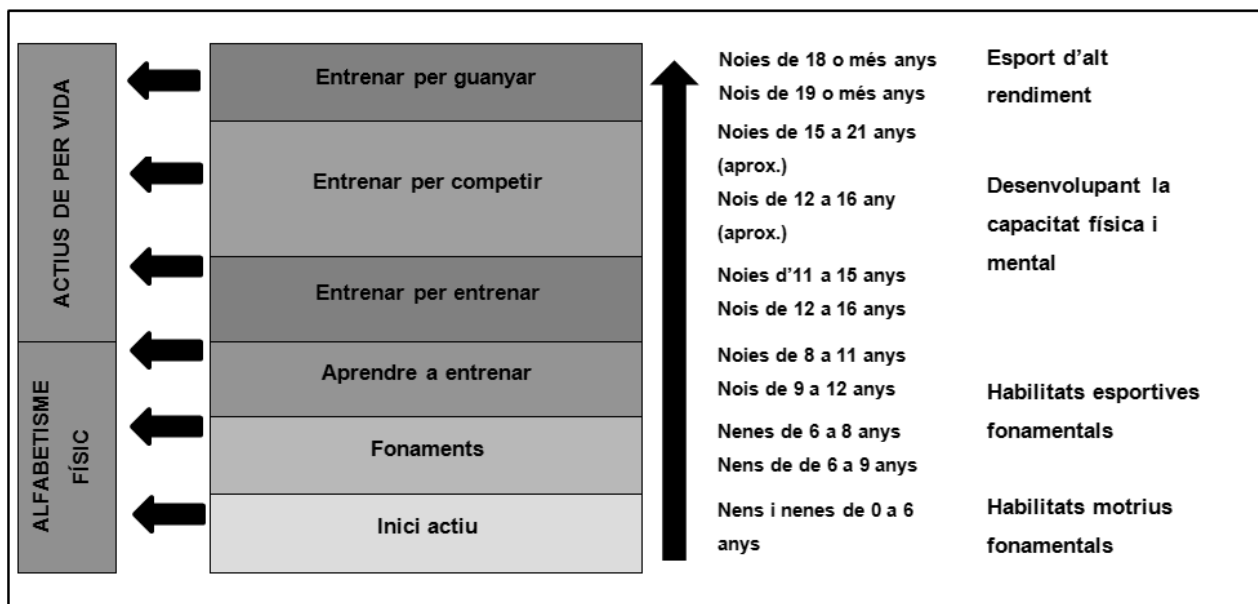 ACTIUS DE PER VIDA
ALFABETISME
FÍSIC
Entrenar per guanyar
Entrenar per competir
Entrenar per entrenar
Aprendre a entrenar
Fonaments
Inici actiu
Noies de 18 o més anys
Nois de 19 o més anys
Noies de 15 a 21 anys
(aprox.)
Nois de 12 a 16 any
(aprox.)
Noies d’11 a 15 anys
Nois de 12 a 16 anys
Noies de 8 a 11 anys
Nois de 9 a 12 anys
Nenes de 6 a 8 anys
Nens de de 6 a 9 anys
Nens i nenes de 0 a 6
anys
Esport d’alt
rendiment
Desenvolupant la
capacitat física i
mental
Habilitats esportives
fonamentals
Habilitats motrius
fonamentals